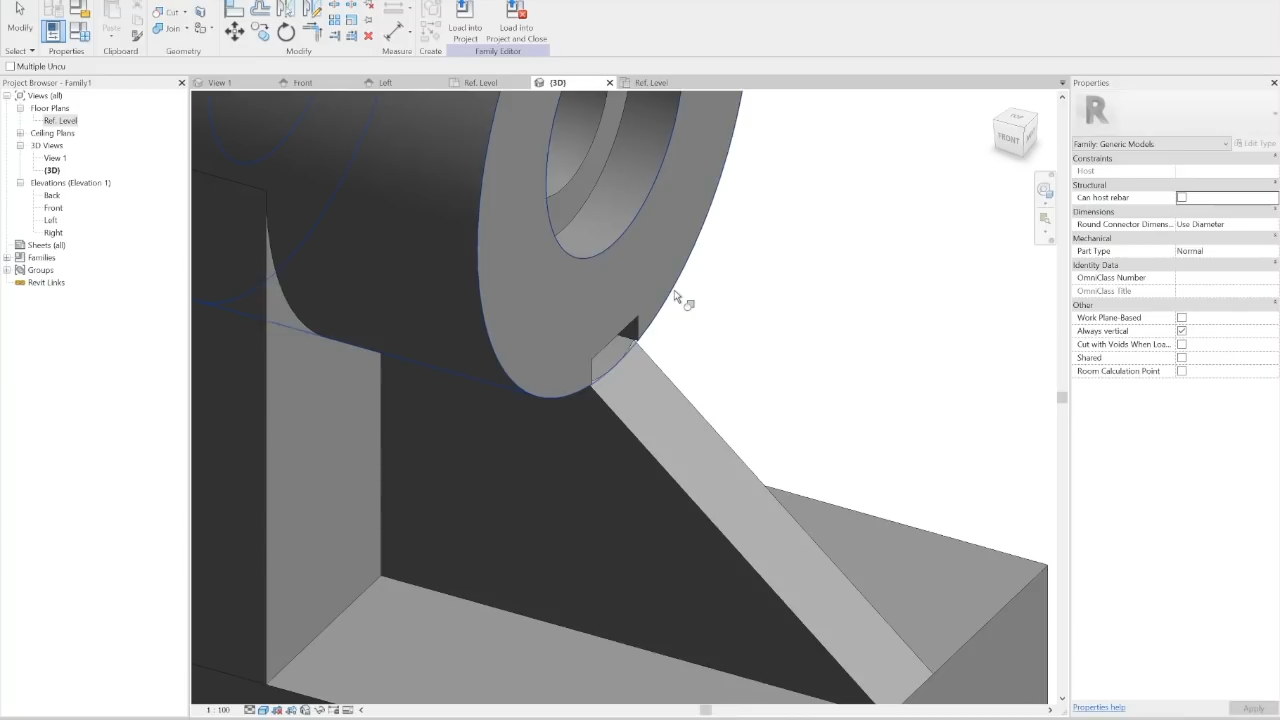 Modify
Cut
Join
Paste
Load into
Project
Load into
Project and Close
Select
Properties
Clipboard
Geometry
Modify
Measure
Create
Family Editor
Multiple Uncu
Project Browser - Family1
View 1
Front
Left
Ref. Level
(3D)
Ref. Level
Properties
Views (all)
Floor Plans
Ref. Level
Ceiling Plans
3D Views
View 1
(3D)
Elevations (Elevation 1)
Back
Front
Left
Right
Sheets (all)
Families
Groups
Revit Links
FRONT
R
Family: Generic Models
Edit Type
Constraints
Host
Structural
Can host rebar
Dimensions
Round Connector Dimens... Use Diameter
Mechanical
Part Type Normal
Identity Data
OmniClass Number
OmniClass Title
Other
Work Plane-Based
Always vertical
Cut with Voids When Loa...
Shared
Room Calculation Point
1 : 100
Properties help
Apply